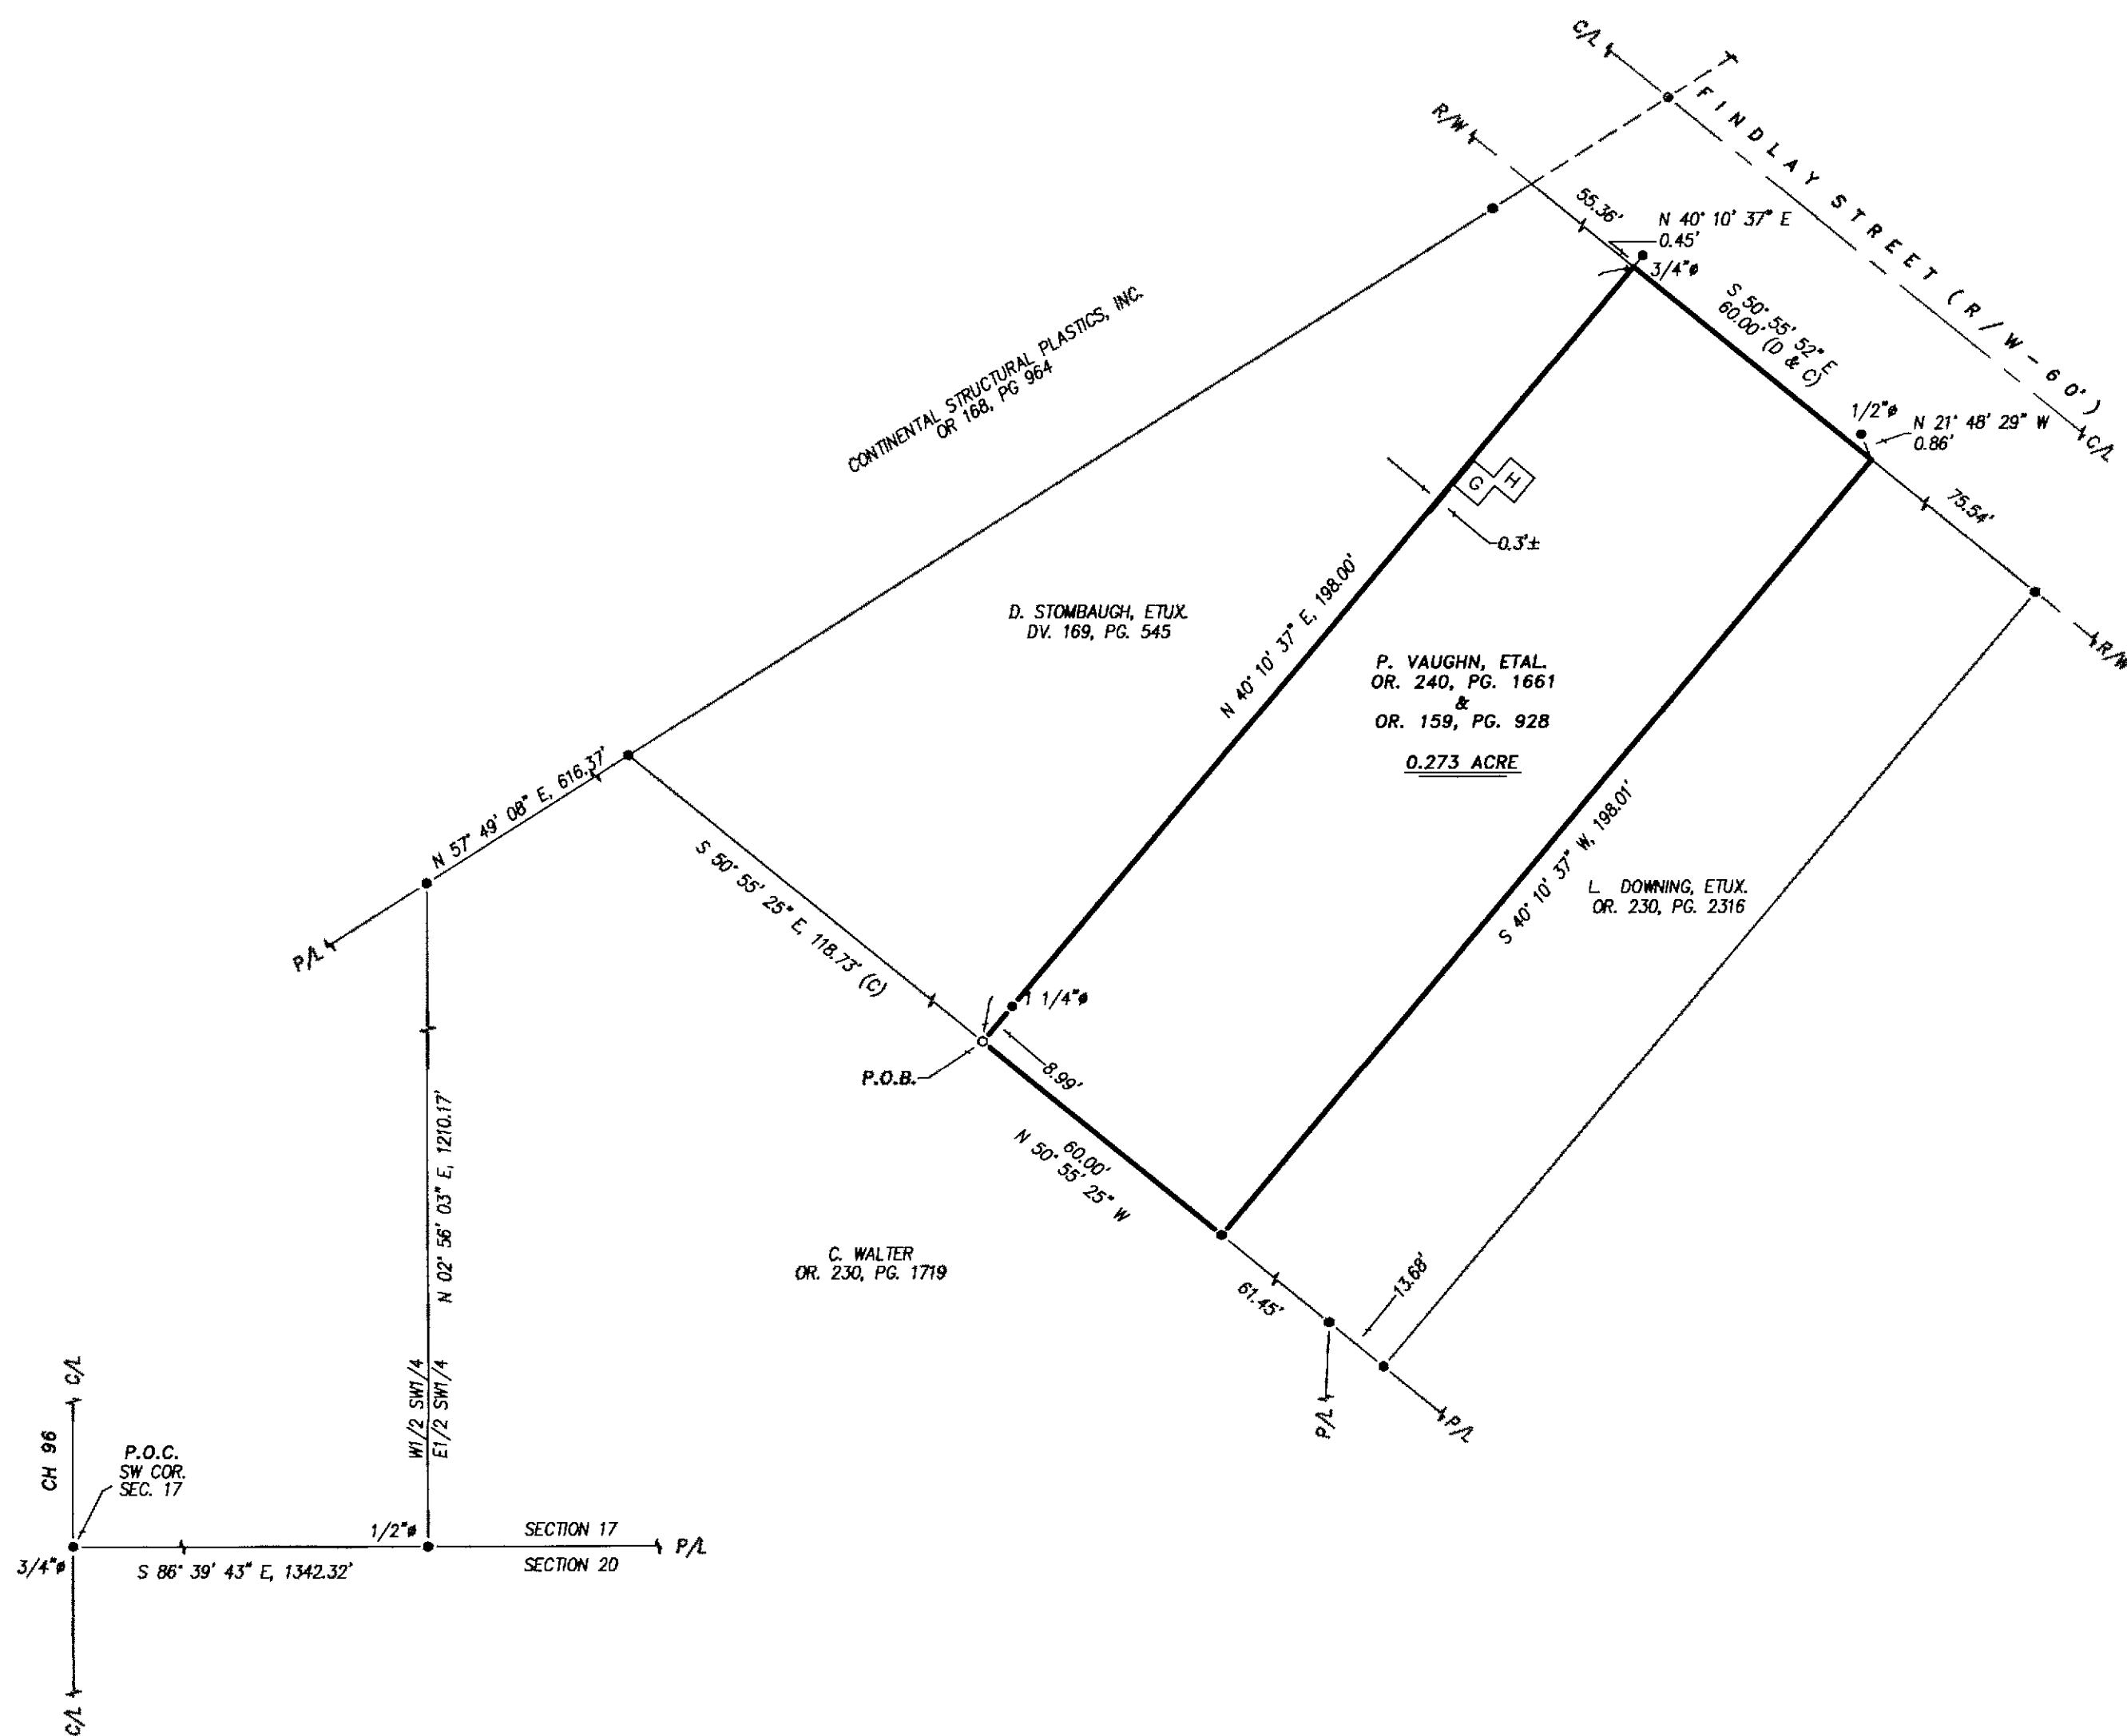 C/L
R/W
FINDLAY STREET (R/W - 60')
55.36'
N 40° 10' 37" E
0.45'
3/4"ø
S 50° 55' 52" E
60.00' (D & C)
1/2"ø
N 21° 48' 29" W
0.86'
C/L
75.54'
R/W
CONTINENTAL STRUCTURAL PLASTICS, INC.
OR 168, PG 964
G
H
0.3'±
D. STOMBAUGH, ETUX.
DV. 169, PG. 545
N 40° 10' 37" E, 198.00'
P. VAUGHN, ETAL.
OR. 240, PG. 1661
&
OR. 159, PG. 928
0.273 ACRE
N 57° 49' 08" E, 616.37'
P/L
S 50° 55' 25" E, 118.73' (C)
S 40° 10' 37" W, 198.01'
L DOWNING, ETUX.
OR. 230, PG. 2316
1 1/4"ø
P.O.B.
8.99'
60.00'
N 50° 55' 25" W
N 02° 56' 03" E, 1210.17'
C. WALTER
OR. 230, PG. 1719
61.45'
13.68'
P/L
P/L
W1/2 SW1/4
E1/2 SW1/4
C/L
CH 96
P.O.C.
SW COR.
SEC. 17
3/4"ø
1/2"ø
S 86° 39' 43" E, 1342.32'
SECTION 17
SECTION 20
P/L
C/L